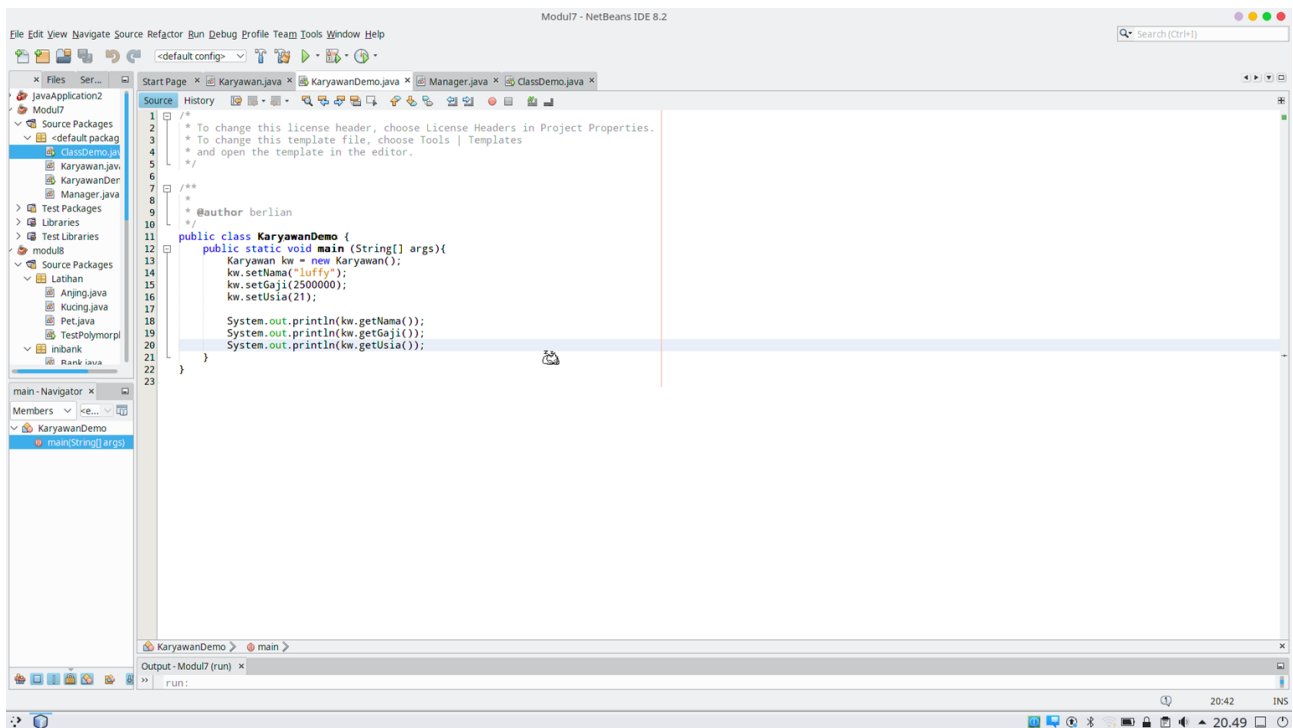 Modul7 - NetBeans IDE 8.2
File Edit View Navigate Source Refactor Run Debug Profile Team Tools Window Help
Search (Ctrl+I)
<default config>
Files Ser...
Start Page Karyawan.java KaryawanDemo.java Manager.java ClassDemo.java
JavaApplication2
Modul7
Source Packages
<default packag
ClassDemo.jav
Karyawan.java
KaryawanDer
Manager.java
Test Packages
Libraries
Test Libraries
modul8
Source Packages
Latihan
Anjing.java
Kucing.java
Pet.java
TestPolymorpl
inibank
Bank.java
Source History
1 /*
2 * To change this license header, choose License Headers in Project Properties.
3 * To change this template file, choose Tools | Templates
4 * and open the template in the editor.
5 */
6
7 /**
8 *
9 * @author berlian
10 */
11 public class KaryawanDemo {
12 public static void main (String[] args){
13 Karyawan kw = new Karyawan();
14 kw.setNama("luffy");
15 kw.setGaji(2500000);
16 kw.setUsia(21);
17
18 System.out.println(kw.getNama());
19 System.out.println(kw.getGaji());
20 System.out.println(kw.getUsia());
21 }
22 }
23
main - Navigator
Members <e...
KaryawanDemo
main(String[] args)
KaryawanDemo main
Output - Modul7 (run)
run:
20:42 INS
20.49